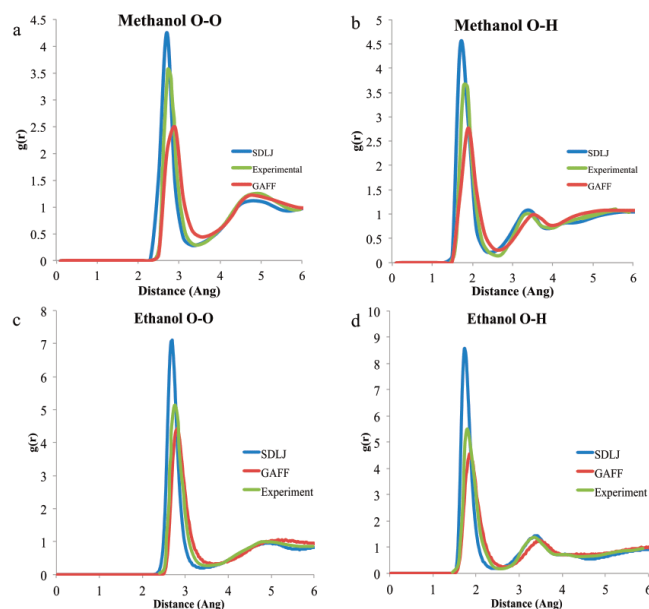 a
Methanol O-O
4.5
4
3.5
3
2.5
2
1.5
1
0.5
0
g(r)
SDLJ
Experimental
GAFF
0 1 2 3 4 5 6
Distance (Ang)
b
Methanol O-H
5
4.5
4
3.5
3
2.5
2
1.5
1
0.5
0
g(r)
SDLJ
Experimental
GAFF
0 1 2 3 4 5 6
Distance (Ang)
c
Ethanol O-O
8
7
6
5
4
3
2
1
0
g(r)
SDLJ
GAFF
Experiment
0 1 2 3 4 5 6
Distance (Ang)
d
Ethanol O-H
10
9
8
7
6
5
4
3
2
1
0
g(r)
SDLJ
GAFF
Experiment
0 1 2 3 4 5 6
Distance (Ang)